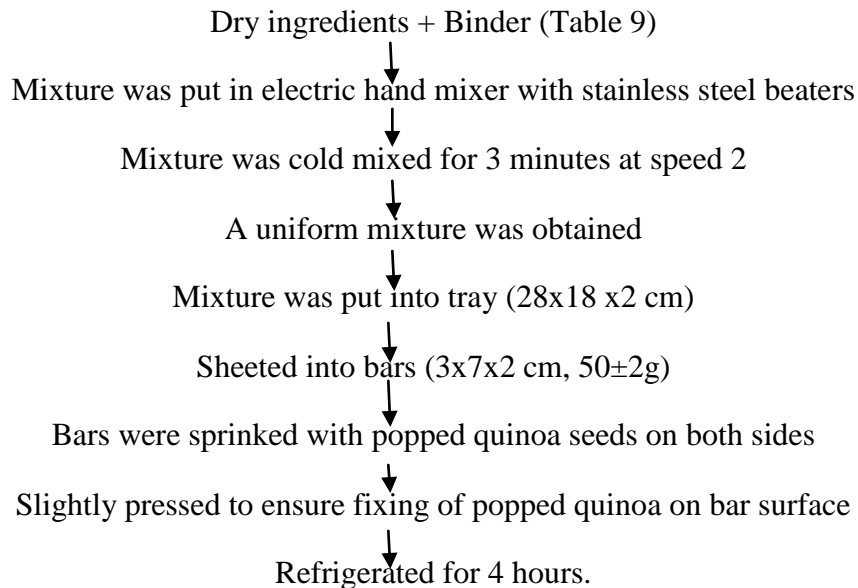 Dry ingredients + Binder (Table 9)
Mixture was put in electric hand mixer with stainless steel beaters
Mixture was cold mixed for 3 minutes at speed 2
A uniform mixture was obtained
Mixture was put into tray (28x18 x2 cm)
Sheeted into bars (3x7x2 cm, 50±2g)
Bars were sprinked with popped quinoa seeds on both sides
Slightly pressed to ensure fixing of popped quinoa on bar surface
Refrigerated for 4 hours.